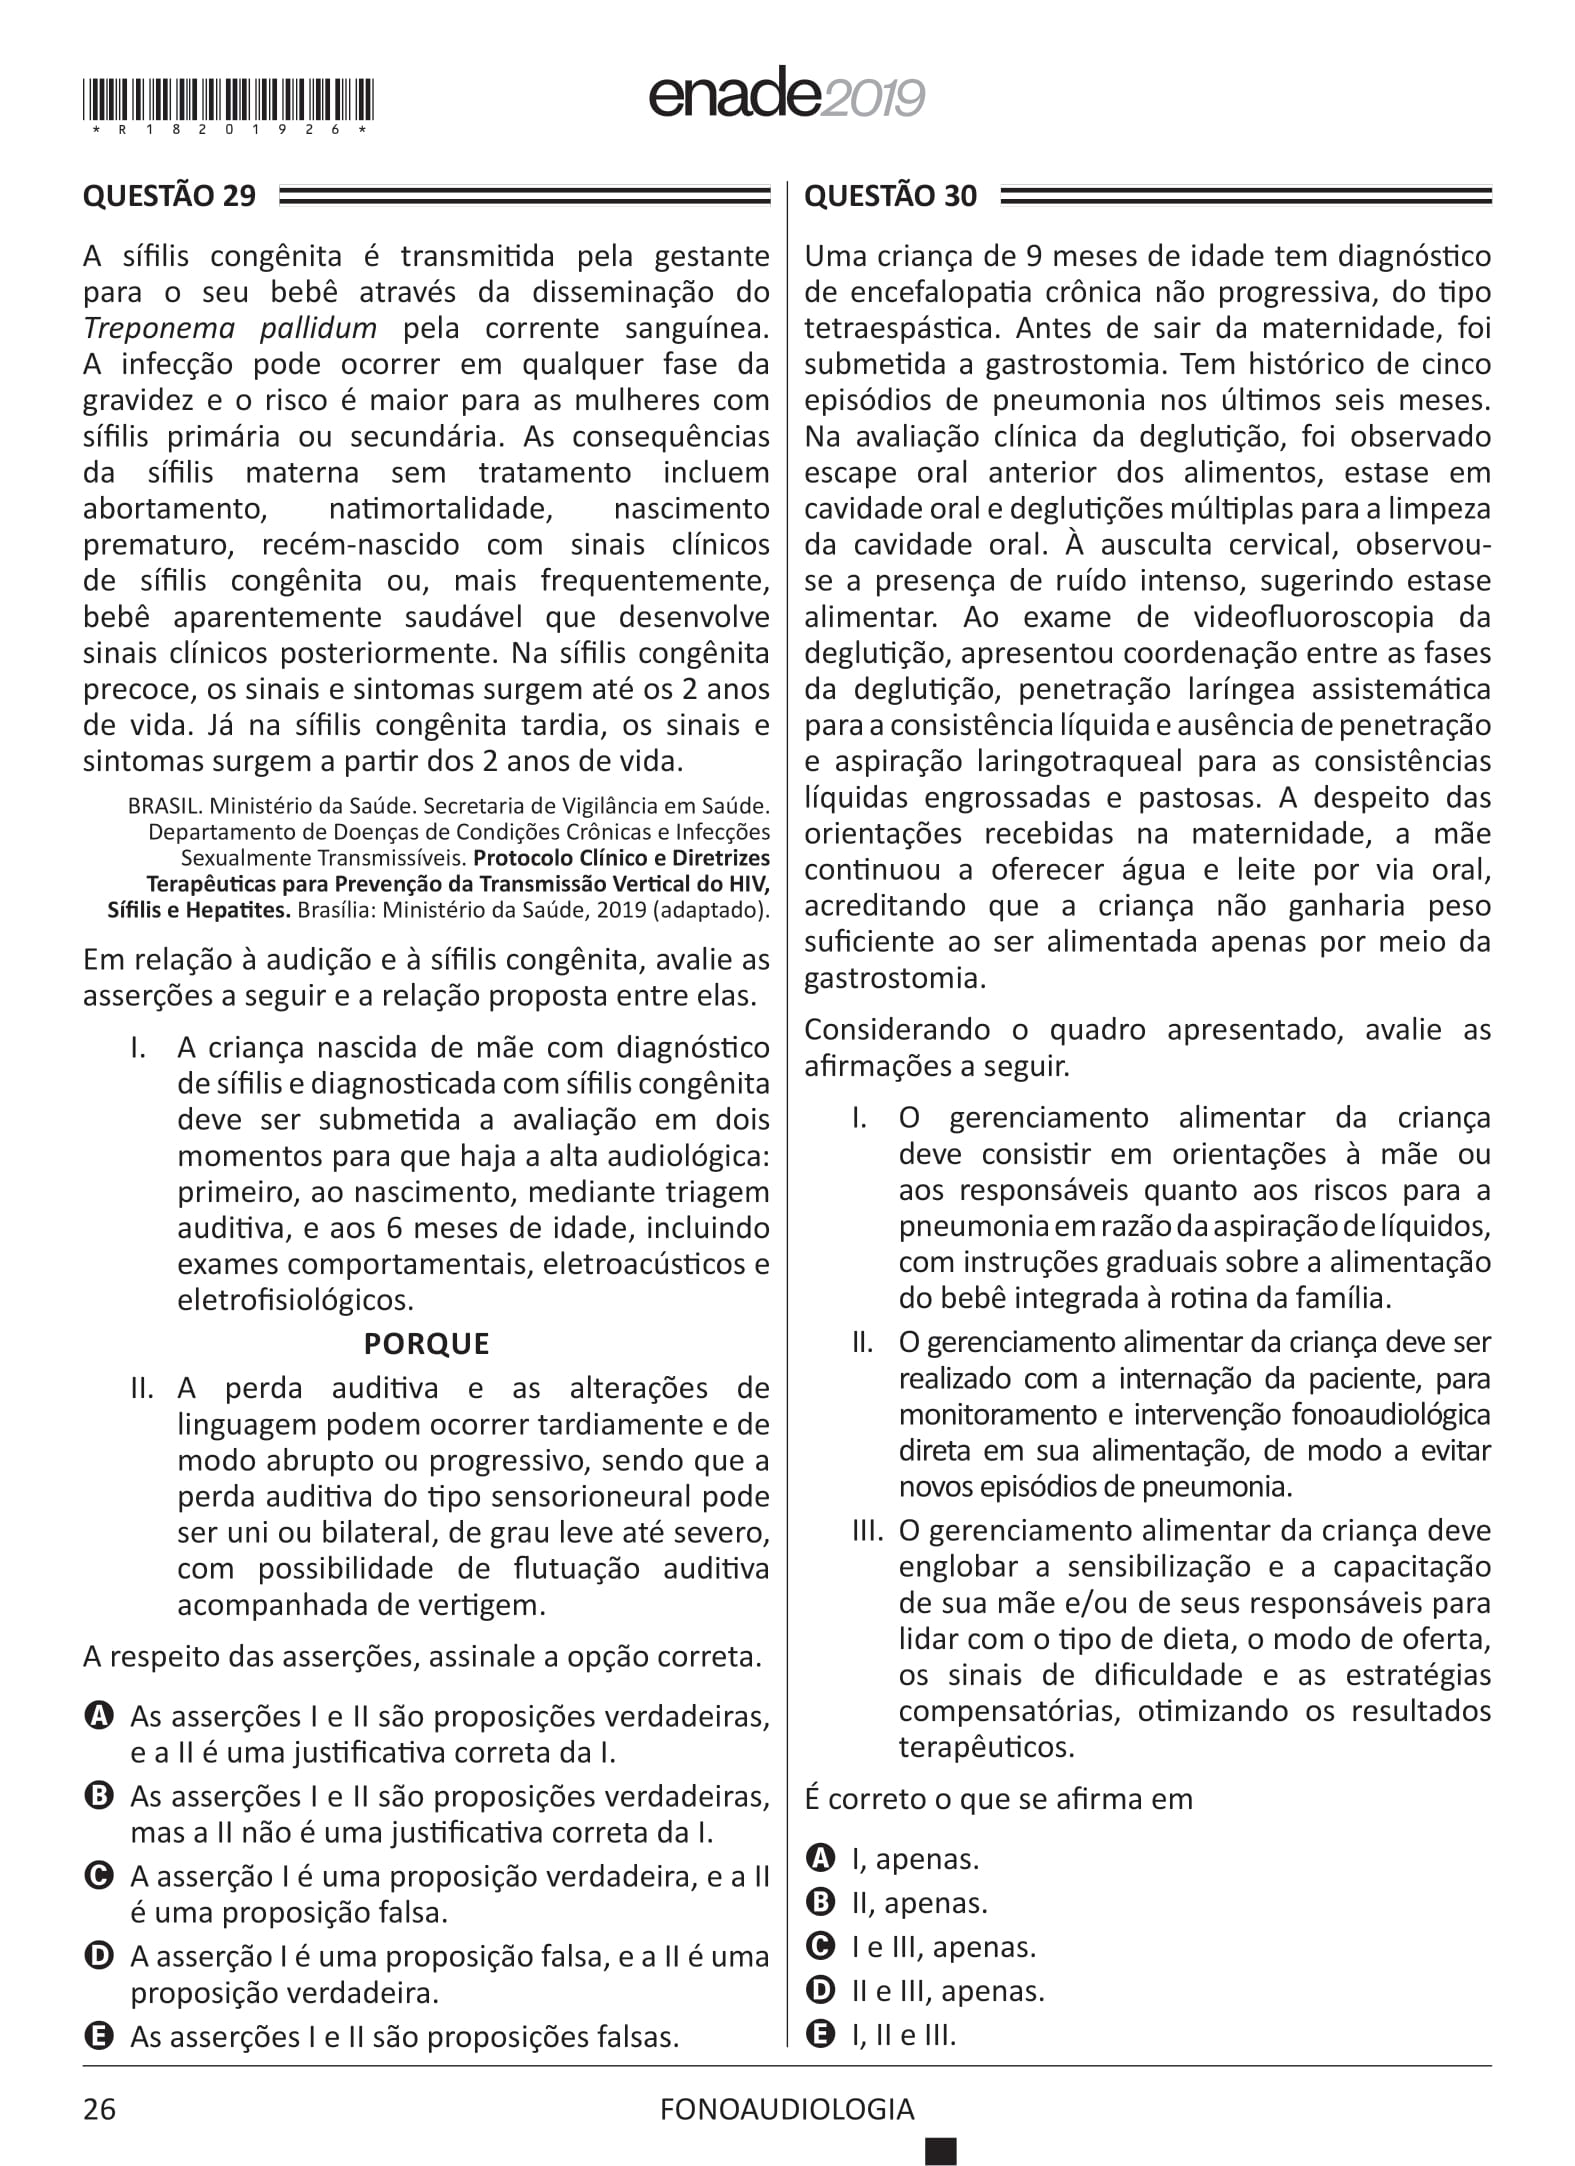 *R18201926*
enade2019
QUESTÃO 29
A sífilis congênita é transmitida pela gestante
para o seu bebê através da disseminação do
Treponema pallidum pela corrente sanguínea.
A infecção pode ocorrer em qualquer fase da
gravidez e o risco é maior para as mulheres com
sífilis primária ou secundária. As consequências
da sífilis materna sem tratamento incluem
abortamento, natimortalidade, nascimento
prematuro, recém-nascido com sinais clínicos
de sífilis congênita ou, mais frequentemente,
bebê aparentemente saudável que desenvolve
sinais clínicos posteriormente. Na sífilis congênita
precoce, os sinais e sintomas surgem até os 2 anos
de vida. Já na sífilis congênita tardia, os sinais e
sintomas surgem a partir dos 2 anos de vida.
BRASIL. Ministério da Saúde. Secretaria de Vigilância em Saúde.
Departamento de Doenças de Condições Crônicas e Infecções
Sexualmente Transmissíveis. Protocolo Clínico e Diretrizes
Terapêuticas para Prevenção da Transmissão Vertical do HIV,
Sífilis e Hepatites. Brasília: Ministério da Saúde, 2019 (adaptado).
Em relação à audição e à sífilis congênita, avalie as
asserções a seguir e a relação proposta entre elas.
I. A criança nascida de mãe com diagnóstico
de sífilis e diagnosticada com sífilis congênita
deve ser submetida a avaliação em dois
momentos para que haja a alta audiológica:
primeiro, ao nascimento, mediante triagem
auditiva, e aos 6 meses de idade, incluindo
exames comportamentais, eletroacústicos e
eletrofisiológicos.
PORQUE
II. A perda auditiva e as alterações de
linguagem podem ocorrer tardiamente e de
modo abrupto ou progressivo, sendo que a
perda auditiva do tipo sensorioneural pode
ser uni ou bilateral, de grau leve até severo,
com possibilidade de flutuação auditiva
acompanhada de vertigem.
A respeito das asserções, assinale a opção correta.
A As asserções I e II são proposições verdadeiras,
e a II é uma justificativa correta da I.
B As asserções I e II são proposições verdadeiras,
mas a II não é uma justificativa correta da I.
C A asserção I é uma proposição verdadeira, e a II
é uma proposição falsa.
D A asserção I é uma proposição falsa, e a II é uma
proposição verdadeira.
E As asserções I e II são proposições falsas.
QUESTÃO 30
Uma criança de 9 meses de idade tem diagnóstico
de encefalopatia crônica não progressiva, do tipo
tetraespástica. Antes de sair da maternidade, foi
submetida a gastrostomia. Tem histórico de cinco
episódios de pneumonia nos últimos seis meses.
Na avaliação clínica da deglutição, foi observado
escape oral anterior dos alimentos, estase em
cavidade oral e deglutições múltiplas para a limpeza
da cavidade oral. À ausculta cervical, observou-
se a presença de ruído intenso, sugerindo estase
alimentar. Ao exame de videofluoroscopia da
deglutição, apresentou coordenação entre as fases
da deglutição, penetração laríngea assistemática
para a consistência líquida e ausência de penetração
e aspiração laringotraqueal para as consistências
líquidas engrossadas e pastosas. A despeito das
orientações recebidas na maternidade, a mãe
continuou a oferecer água e leite por via oral,
acreditando que a criança não ganharia peso
suficiente ao ser alimentada apenas por meio da
gastrostomia.
Considerando o quadro apresentado, avalie as
afirmações a seguir.
I. O gerenciamento alimentar da criança
deve consistir em orientações à mãe ou
aos responsáveis quanto aos riscos para a
pneumonia em razão da aspiração de líquidos,
com instruções graduais sobre a alimentação
do bebê integrada à rotina da família.
II. O gerenciamento alimentar da criança deve ser
realizado com a internação da paciente, para
monitoramento e intervenção fonoaudiológica
direta em sua alimentação, de modo a evitar
novos episódios de pneumonia.
III. O gerenciamento alimentar da criança deve
englobar a sensibilização e a capacitação
de sua mãe e/ou de seus responsáveis para
lidar com o tipo de dieta, o modo de oferta,
os sinais de dificuldade e as estratégias
compensatórias, otimizando os resultados
terapêuticos.
É correto o que se afirma em
A I, apenas.
B II, apenas.
C I e III, apenas.
D II e III, apenas.
E I, II e III.
26
FONOAUDIOLOGIA